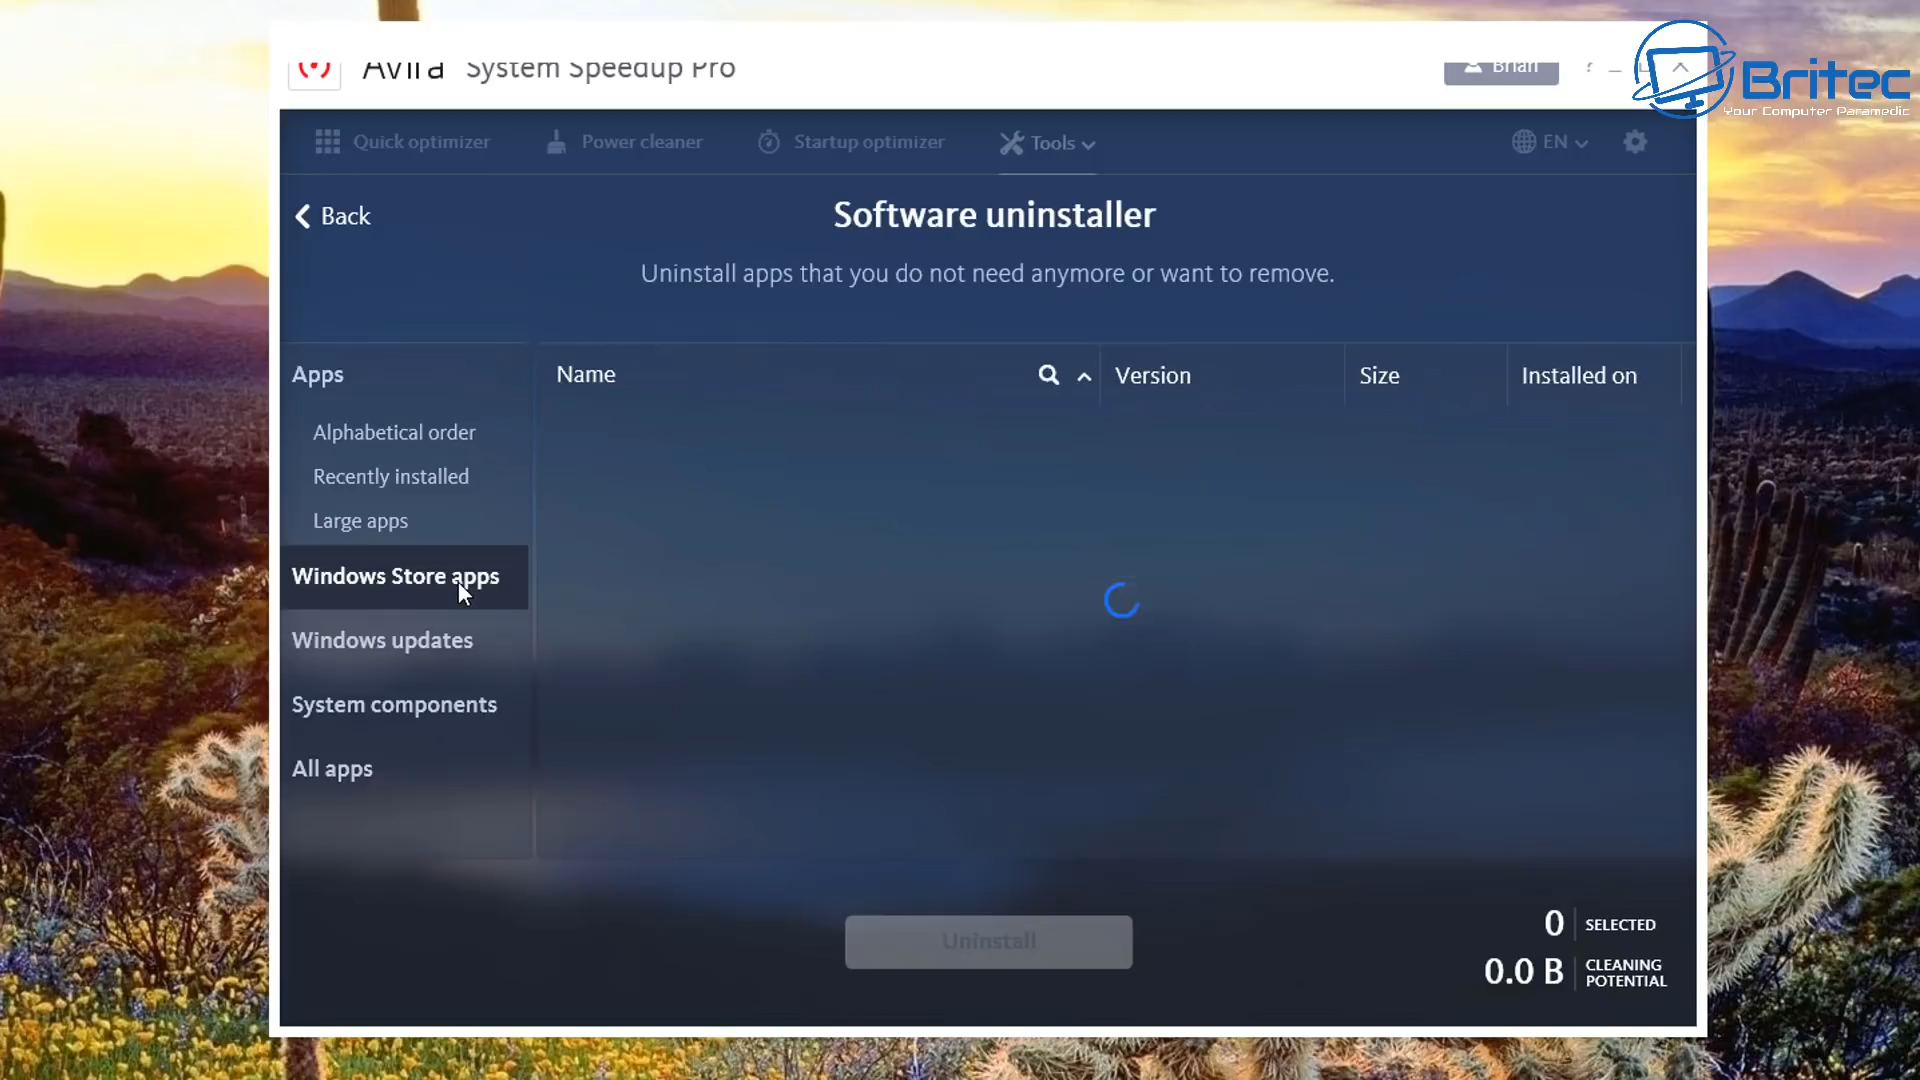 Avira System Speedup Pro
Brian
?
Britec
Your Computer Paramedic
Quick optimizer
Power cleaner
Startup optimizer
Tools
EN
Back
Software uninstaller
Uninstall apps that you do not need anymore or want to remove.
Apps
Name
Version
Size
Installed on
Alphabetical order
Recently installed
Large apps
Windows Store apps
Windows updates
System components
All apps
Uninstall
0 SELECTED
0.0 B CLEANING
POTENTIAL